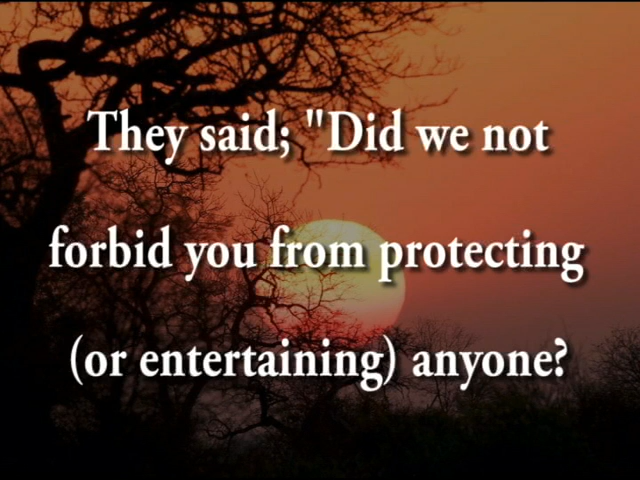 They said; "Did we not
forbid you from protecting
(or entertaining) anyone?